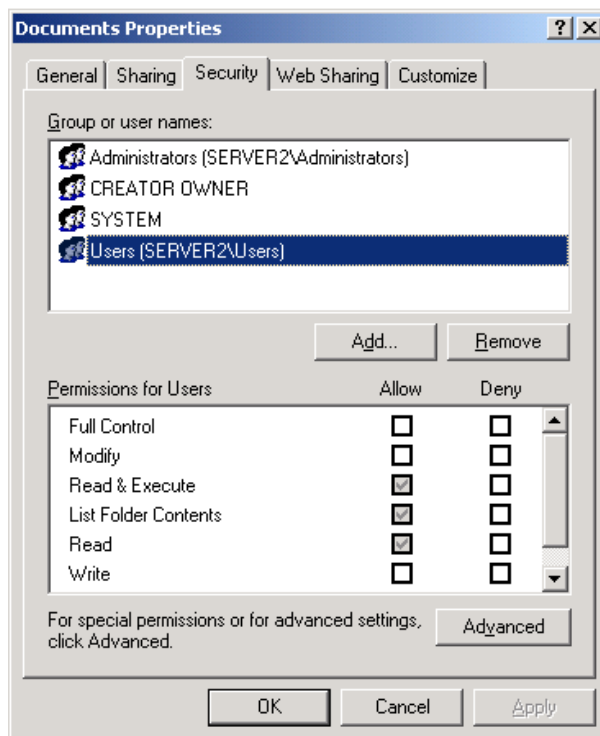 Documents Properties
General Sharing Security Web Sharing Customize
Group or user names:
Administrators (SERVER2\Administrators)
CREATOR OWNER
SYSTEM
Users (SERVER2\Users)
Add... Remove
Permissions for Users Allow Deny
Full Control
Modify
Read & Execute
List Folder Contents
Read
Write
For special permissions or for advanced settings,
click Advanced.
Advanced
OK Cancel Apply